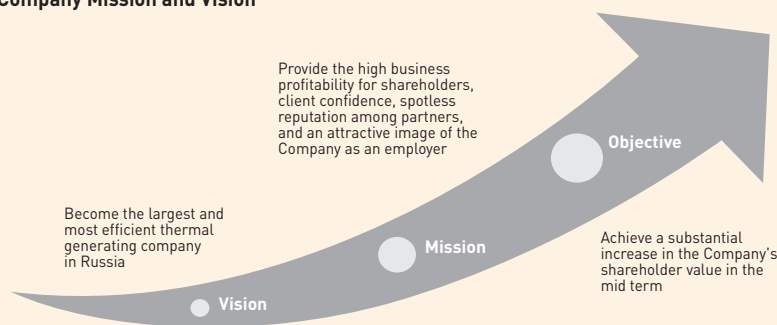 Company Mission and Vision
Provide the high business
profitability for shareholders,
client confidence, spotless
reputation among partners,
and an attractive image of the
Company as an employer
Objective
Become the largest and
most efficient thermal
generating company
in Russia
Mission
Achieve a substantial
increase in the Company's
shareholder value in the
mid term
Vision